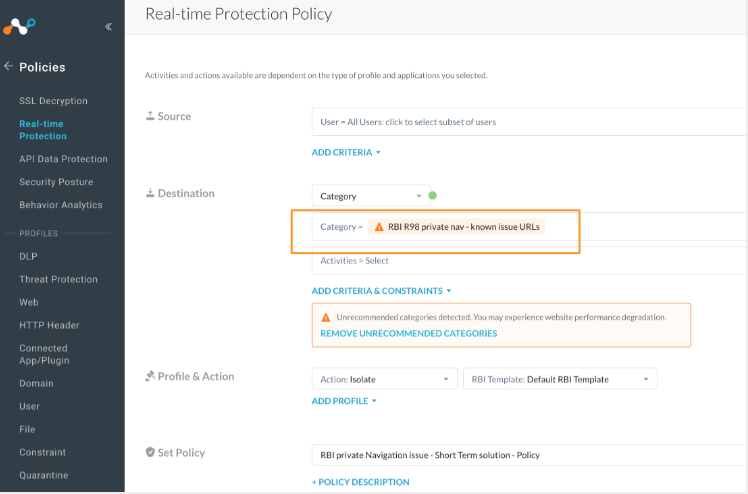 Real-time Protection Policy
«
← Policies
SSL Decryption
Real-time
Protection
API Data Protection
Security Posture
Behavior Analytics
PROFILES
DLP
Threat Protection
Web
HTTP Header
Connected
App/Plugin
Domain
User
File
Constraint
Quarantine
Activities and actions available are dependent on the type of profile and applications you selected.
Source
User = All Users: click to select subset of users
ADD CRITERIA
Destination
Category
Category = RBI R98 private nav - known issue URLs
Activities = Select
ADD CRITERIA & CONSTRAINTS
Unrecommended categories detected. You may experience website performance degradation.
REMOVE UNRECOMMENDED CATEGORIES
Profile & Action
Action: Isolate
RBI Template: Default RBI Template
ADD PROFILE
Set Policy
RBI private Navigation issue - Short Term solution - Policy
+ POLICY DESCRIPTION